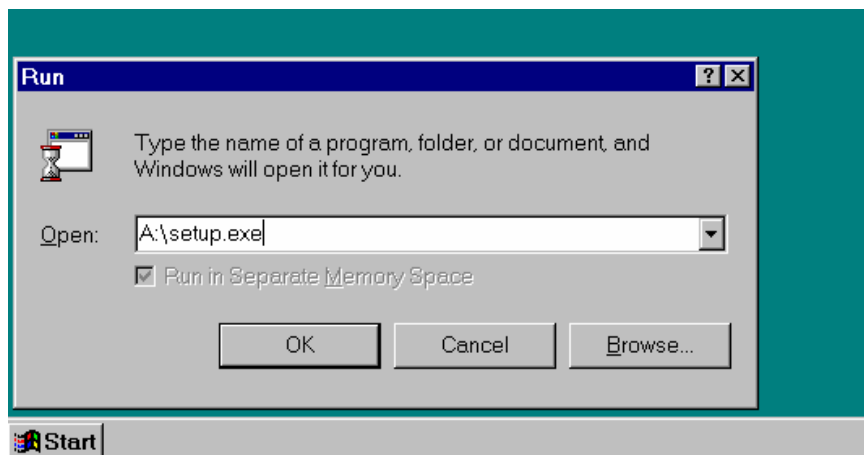 Run
Type the name of a program, folder, or document, and
Windows will open it for you.
Open: A:\setup.exe
Run in Separate Memory Space
OK Cancel Browse...
Start